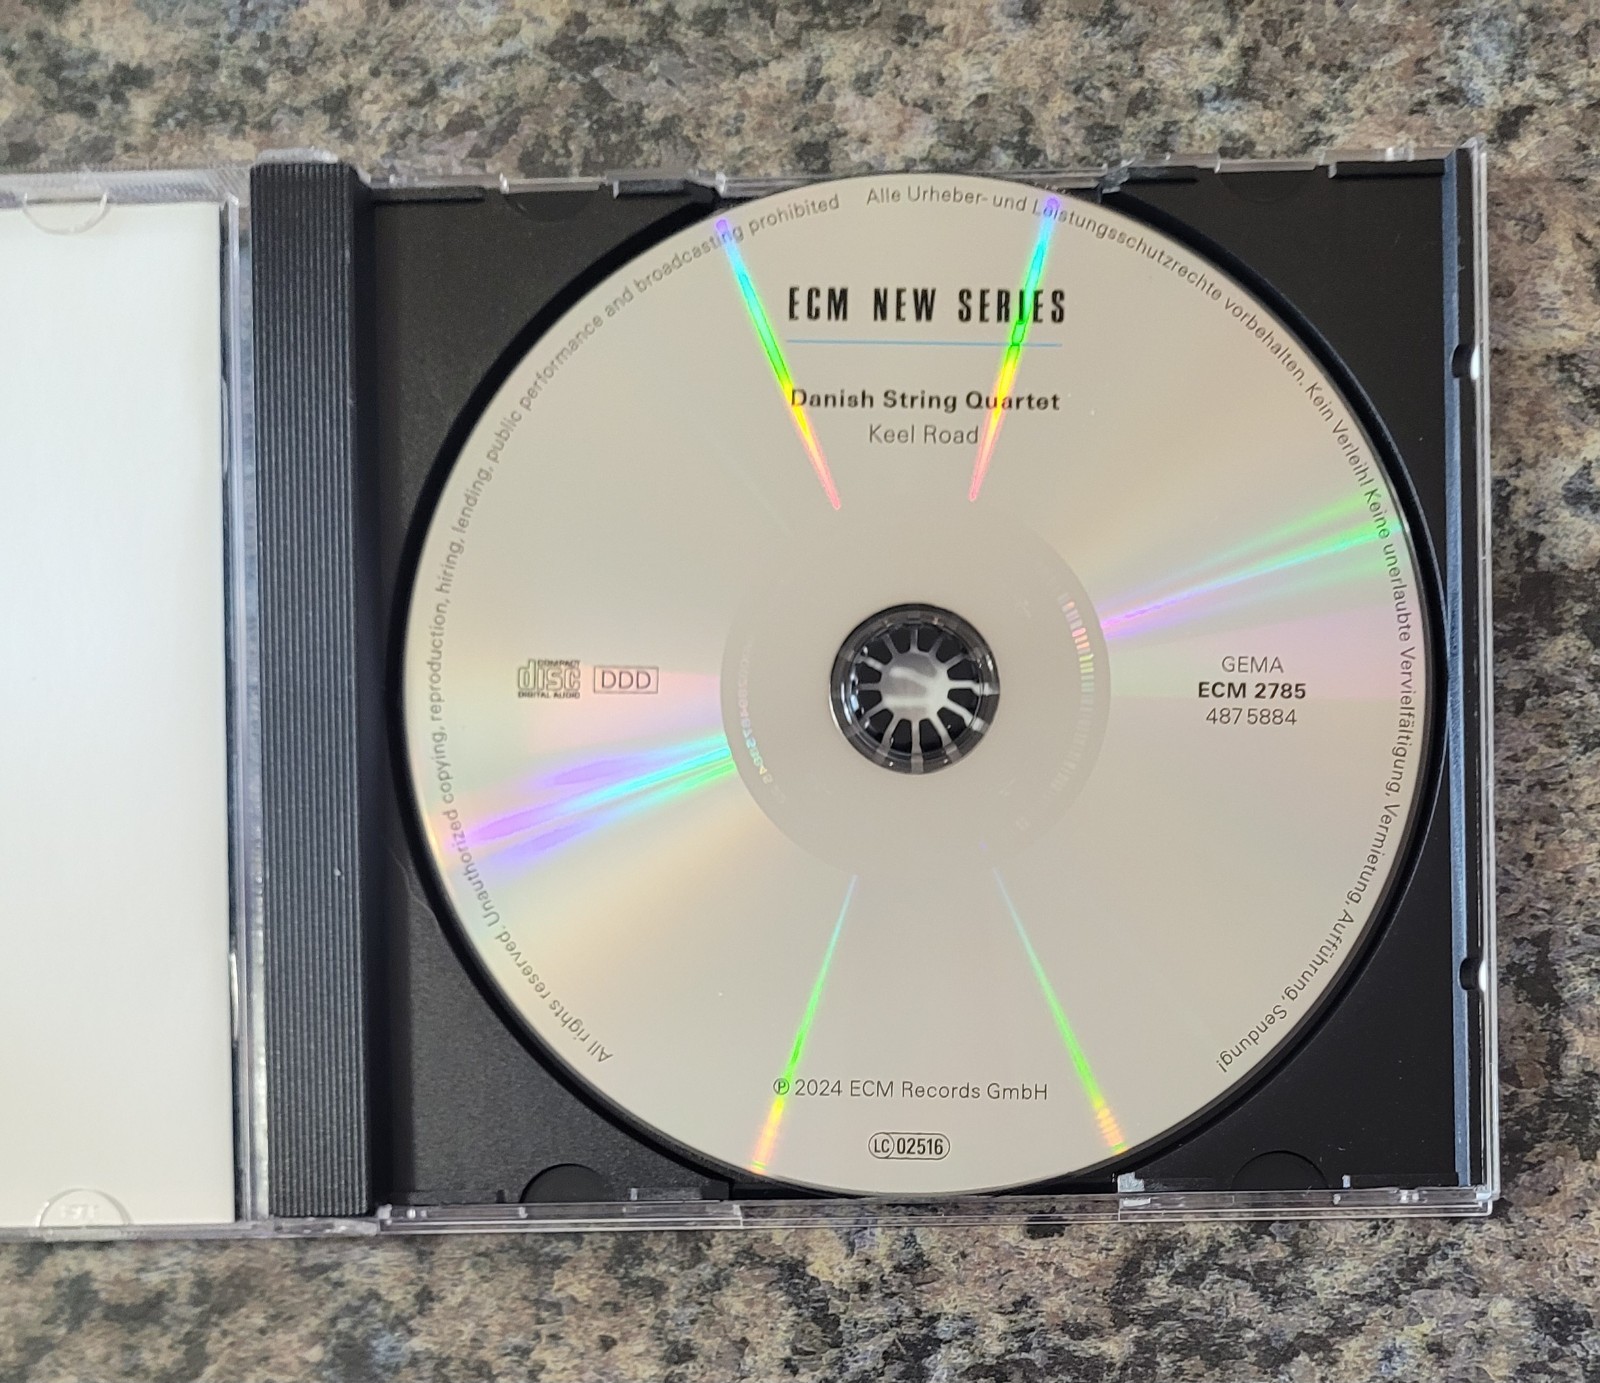 ECM NEW SERIES
Danish String Quartet
Keel Road
COMPACT
disc
DIGITAL AUDIO
DDD
GEMA
ECM 2785
487 5884
℗ 2024 ECM Records GmbH
LC 02516
All rights reserved. Unauthorized copying, reproduction, hiring, lending, public performance and broadcasting prohibited
Alle Urheber- und Leistungsschutzrechte vorbehalten. Kein Verleih! Keine unerlaubte Vervielfältigung, Vermietung, Aufführung, Sendung!